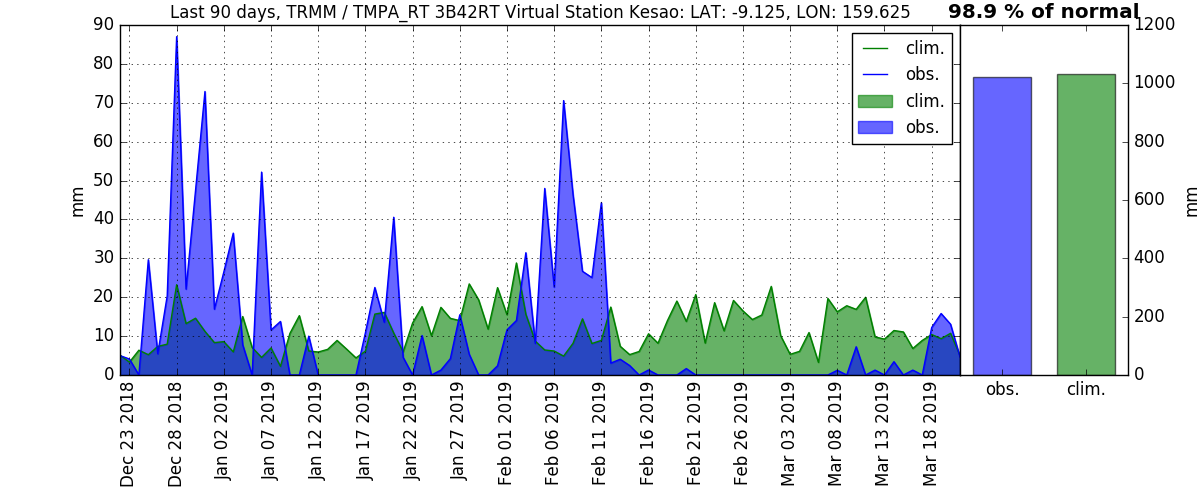 Last 90 days, TRMM / TMPA_RT 3B42RT Virtual Station Kesao: LAT: -9.125, LON: 159.625
98.9 % of normal
90
80
70
60
50
40
30
20
10
0
mm
clim.
obs.
clim.
obs.
Dec 23 2018
Dec 28 2018
Jan 02 2019
Jan 07 2019
Jan 12 2019
Jan 17 2019
Jan 22 2019
Jan 27 2019
Feb 01 2019
Feb 06 2019
Feb 11 2019
Feb 16 2019
Feb 21 2019
Feb 26 2019
Mar 03 2019
Mar 08 2019
Mar 13 2019
Mar 18 2019
1200
1000
800
600
400
200
0
mm
obs.
clim.